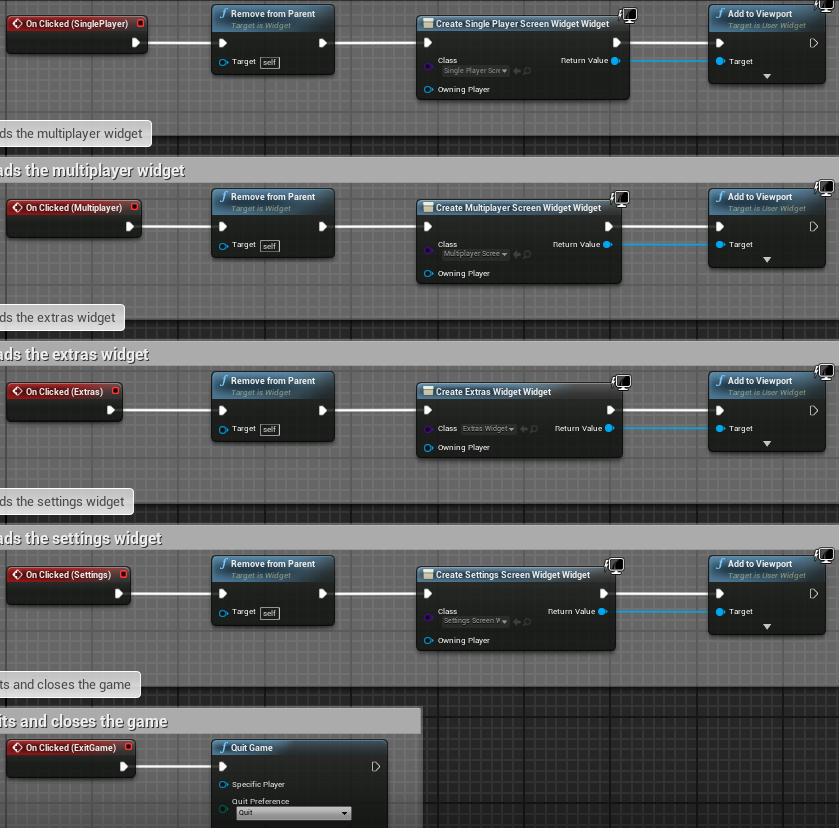 On Clicked (SinglePlayer)
Remove from Parent
Target is Widget
Target self
Create Single Player Screen Widget Widget
Class
Single Player Scre
Return Value
Owning Player
Add to Viewport
Target is User Widget
Target
ds the multiplayer widget
ads the multiplayer widget
On Clicked (Multiplayer)
Remove from Parent
Target is Widget
Target self
Create Multiplayer Screen Widget Widget
Class
Multiplayer Scree
Return Value
Owning Player
Add to Viewport
Target is User Widget
Target
ds the extras widget
ads the extras widget
On Clicked (Extras)
Remove from Parent
Target is Widget
Target self
Create Extras Widget Widget
Class Extras Widget
Return Value
Owning Player
Add to Viewport
Target is User Widget
Target
ds the settings widget
ads the settings widget
On Clicked (Settings)
Remove from Parent
Target is Widget
Target self
Create Settings Screen Widget Widget
Class
Settings Screen W
Return Value
Owning Player
Add to Viewport
Target is User Widget
Target
ts and closes the game
its and closes the game
On Clicked (ExitGame)
Quit Game
Specific Player
Quit Preference
Quit